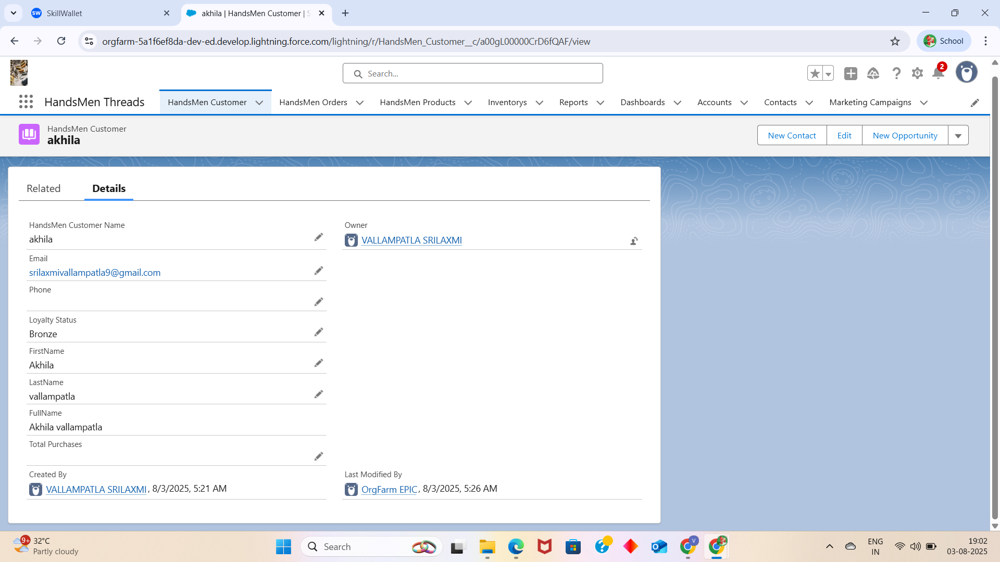 SW SkillWallet
akhila | HandsMen Customer | S
orgfarm-5a1f6ef8da-dev-ed.develop.lightning.force.com/lightning/r/HandsMen_Customer__c/a00gL00000CrD6fQAF/view
School
Search...
2
HandsMen Threads
HandsMen Customer
HandsMen Orders
HandsMen Products
Inventorys
Reports
Dashboards
Accounts
Contacts
Marketing Campaigns
HandsMen Customer
akhila
New Contact
Edit
New Opportunity
Related
Details
HandsMen Customer Name
akhila
Owner
VALLAMPATLA SRILAXMI
Email
srilaxmivallampatla9@gmail.com
Phone
Loyalty Status
Bronze
FirstName
Akhila
LastName
vallampatla
FullName
Akhila vallampatla
Total Purchases
Created By
VALLAMPATLA SRILAXMI, 8/3/2025, 5:21 AM
Last Modified By
OrgFarm EPIC, 8/3/2025, 5:26 AM
9+
32°C
Partly cloudy
Search
V
ENG
IN
19:02
03-08-2025